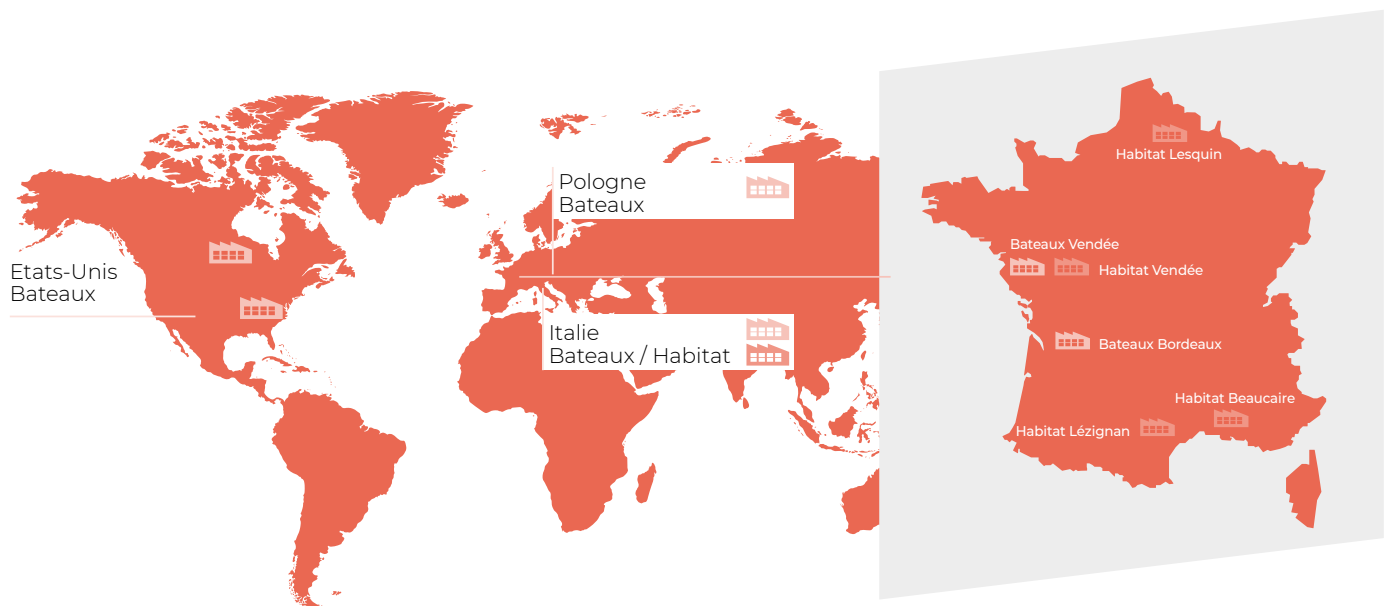 Etats-Unis
Bateaux
Pologne
Bateaux
Italie
Bateaux / Habitat
Habitat Lesquin
Bateaux Vendée
Habitat Vendée
Bateaux Bordeaux
Habitat Beaucaire
Habitat Lézignan